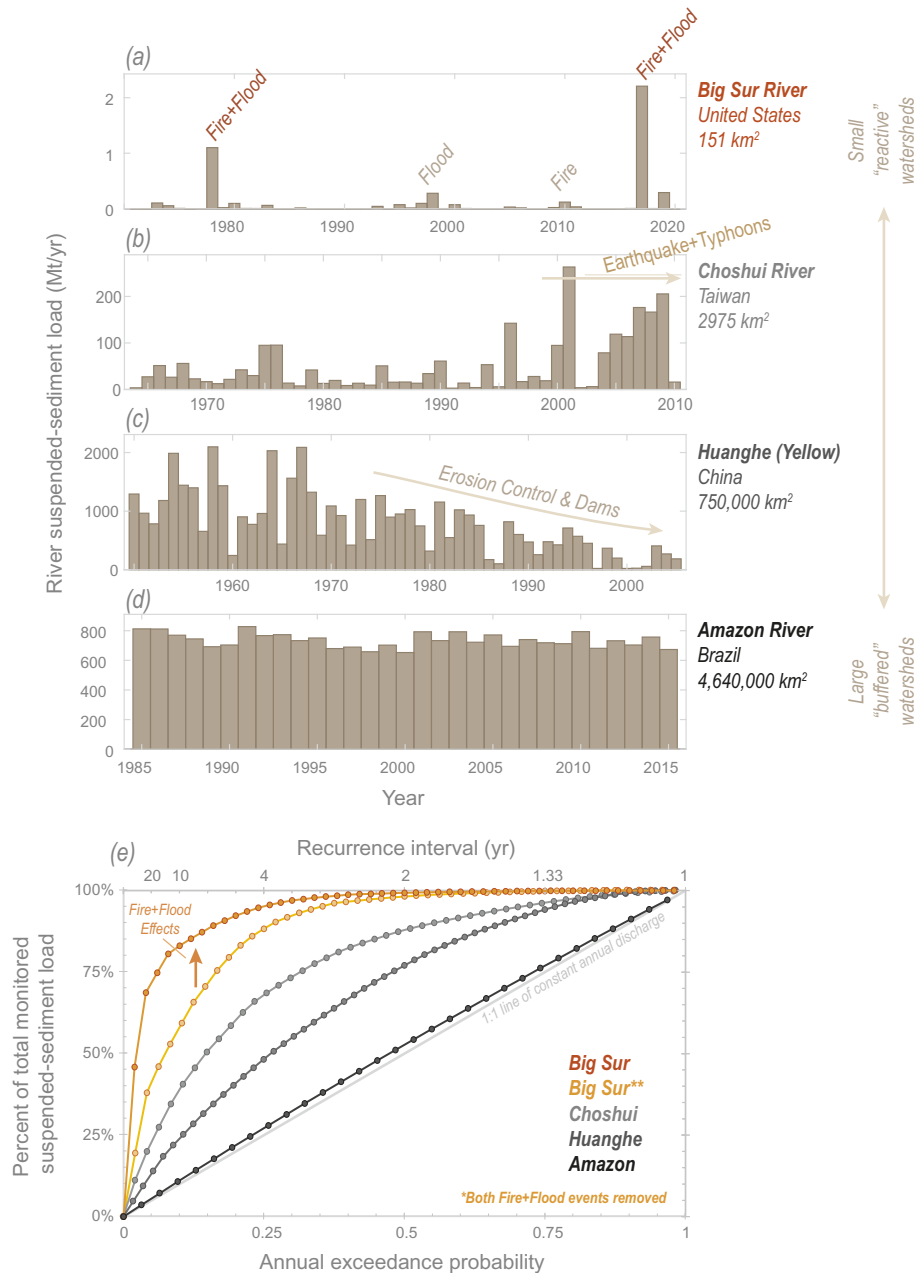 (a)
Fire+Flood
Flood
Fire
Fire+Flood
2
1
0
1980
1990
2000
2010
2020
Big Sur River
United States
151 km²
Small
"reactive"
watersheds
River suspended-sediment load (Mt/yr)
(b)
Earthquake+Typhoons
200
100
0
1970
1980
1990
2000
2010
Choshui River
Taiwan
2975 km²
(c)
Erosion Control & Dams
2000
1000
0
1960
1970
1980
1990
2000
Huanghe (Yellow)
China
750,000 km²
(d)
800
600
400
200
0
1985
1990
1995
2000
2005
2010
2015
Year
Amazon River
Brazil
4,640,000 km²
Large
"buffered"
watersheds
(e)
Recurrence interval (yr)
20
10
4
2
1.33
1
100%
75%
50%
25%
0%
Percent of total monitored
suspended-sediment load
Fire+Flood
Effects
1:1 line of constant annual discharge
Big Sur
Big Sur**
Choshui
Huanghe
Amazon
*Both Fire+Flood events removed
0
0.25
0.5
0.75
1
Annual exceedance probability